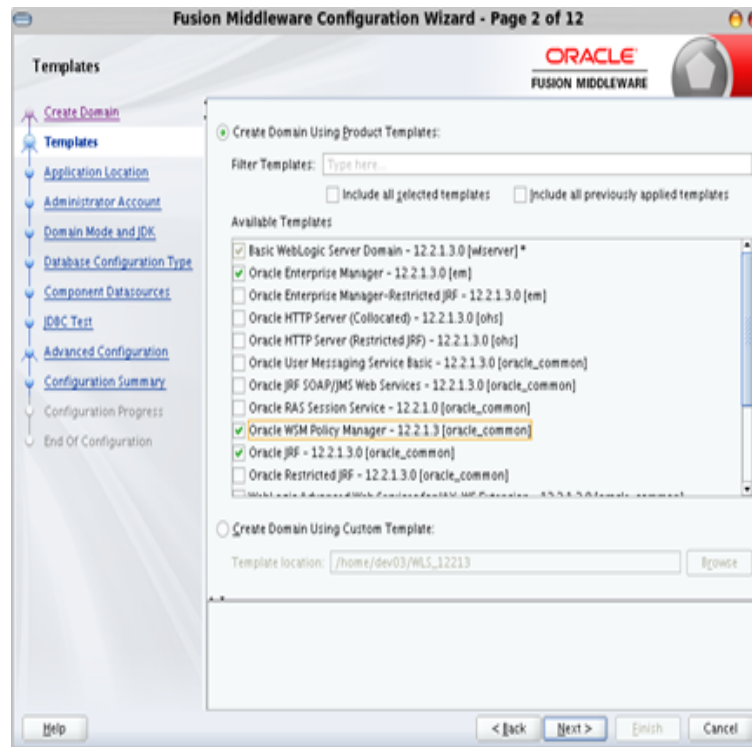 Fusion Middleware Configuration Wizard - Page 2 of 12
Templates
ORACLE
FUSION MIDDLEWARE
Create Domain
Templates
Application Location
Administrator Account
Domain Mode and JDK
Database Configuration Type
Component Datasources
JDBC Test
Advanced Configuration
Configuration Summary
Configuration Progress
End Of Configuration
Create Domain Using Product Templates:
Filter Templates: Type here...
Include all selected templates Include all previously applied templates
Available Templates
Basic WebLogic Server Domain - 12.2.1.3.0 [wlserver] *
Oracle Enterprise Manager - 12.2.1.3.0 [em]
Oracle Enterprise Manager-Restricted JRF - 12.2.1.3.0 [em]
Oracle HTTP Server (Collocated) - 12.2.1.3.0 [ohs]
Oracle HTTP Server (Restricted JRF) - 12.2.1.3.0 [ohs]
Oracle User Messaging Service Basic - 12.2.1.3.0 [oracle_common]
Oracle JRF SOAP/JMS Web Services - 12.2.1.3.0 [oracle_common]
Oracle RAS Session Service - 12.2.1.0 [oracle_common]
Oracle WSM Policy Manager - 12.2.1.3 [oracle_common]
Oracle JRF - 12.2.1.3.0 [oracle_common]
Oracle Restricted JRF - 12.2.1.3.0 [oracle_common]
Create Domain Using Custom Template:
Template location: /home/dev03/WLS_12213 Browse
Help < Back Next > Finish Cancel